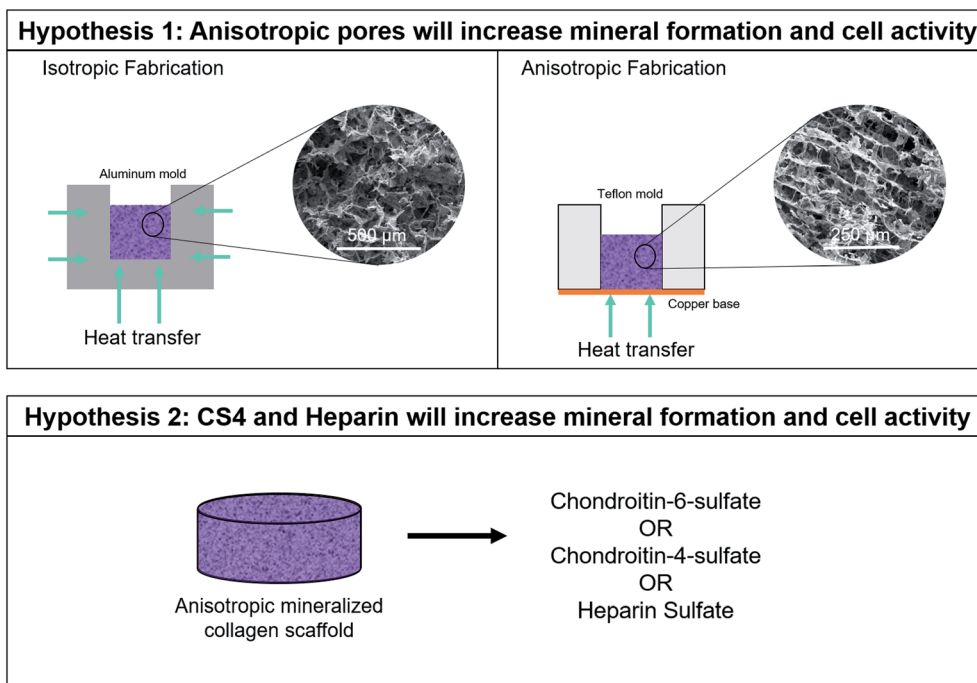 Hypothesis 1: Anisotropic pores will increase mineral formation and cell activity
Isotropic Fabrication
Aluminum mold
500 μm
Heat transfer
Anisotropic Fabrication
Teflon mold
250 μm
Copper base
Heat transfer
Hypothesis 2: CS4 and Heparin will increase mineral formation and cell activity
Anisotropic mineralized
collagen scaffold
Chondroitin-6-sulfate
OR
Chondroitin-4-sulfate
OR
Heparin Sulfate